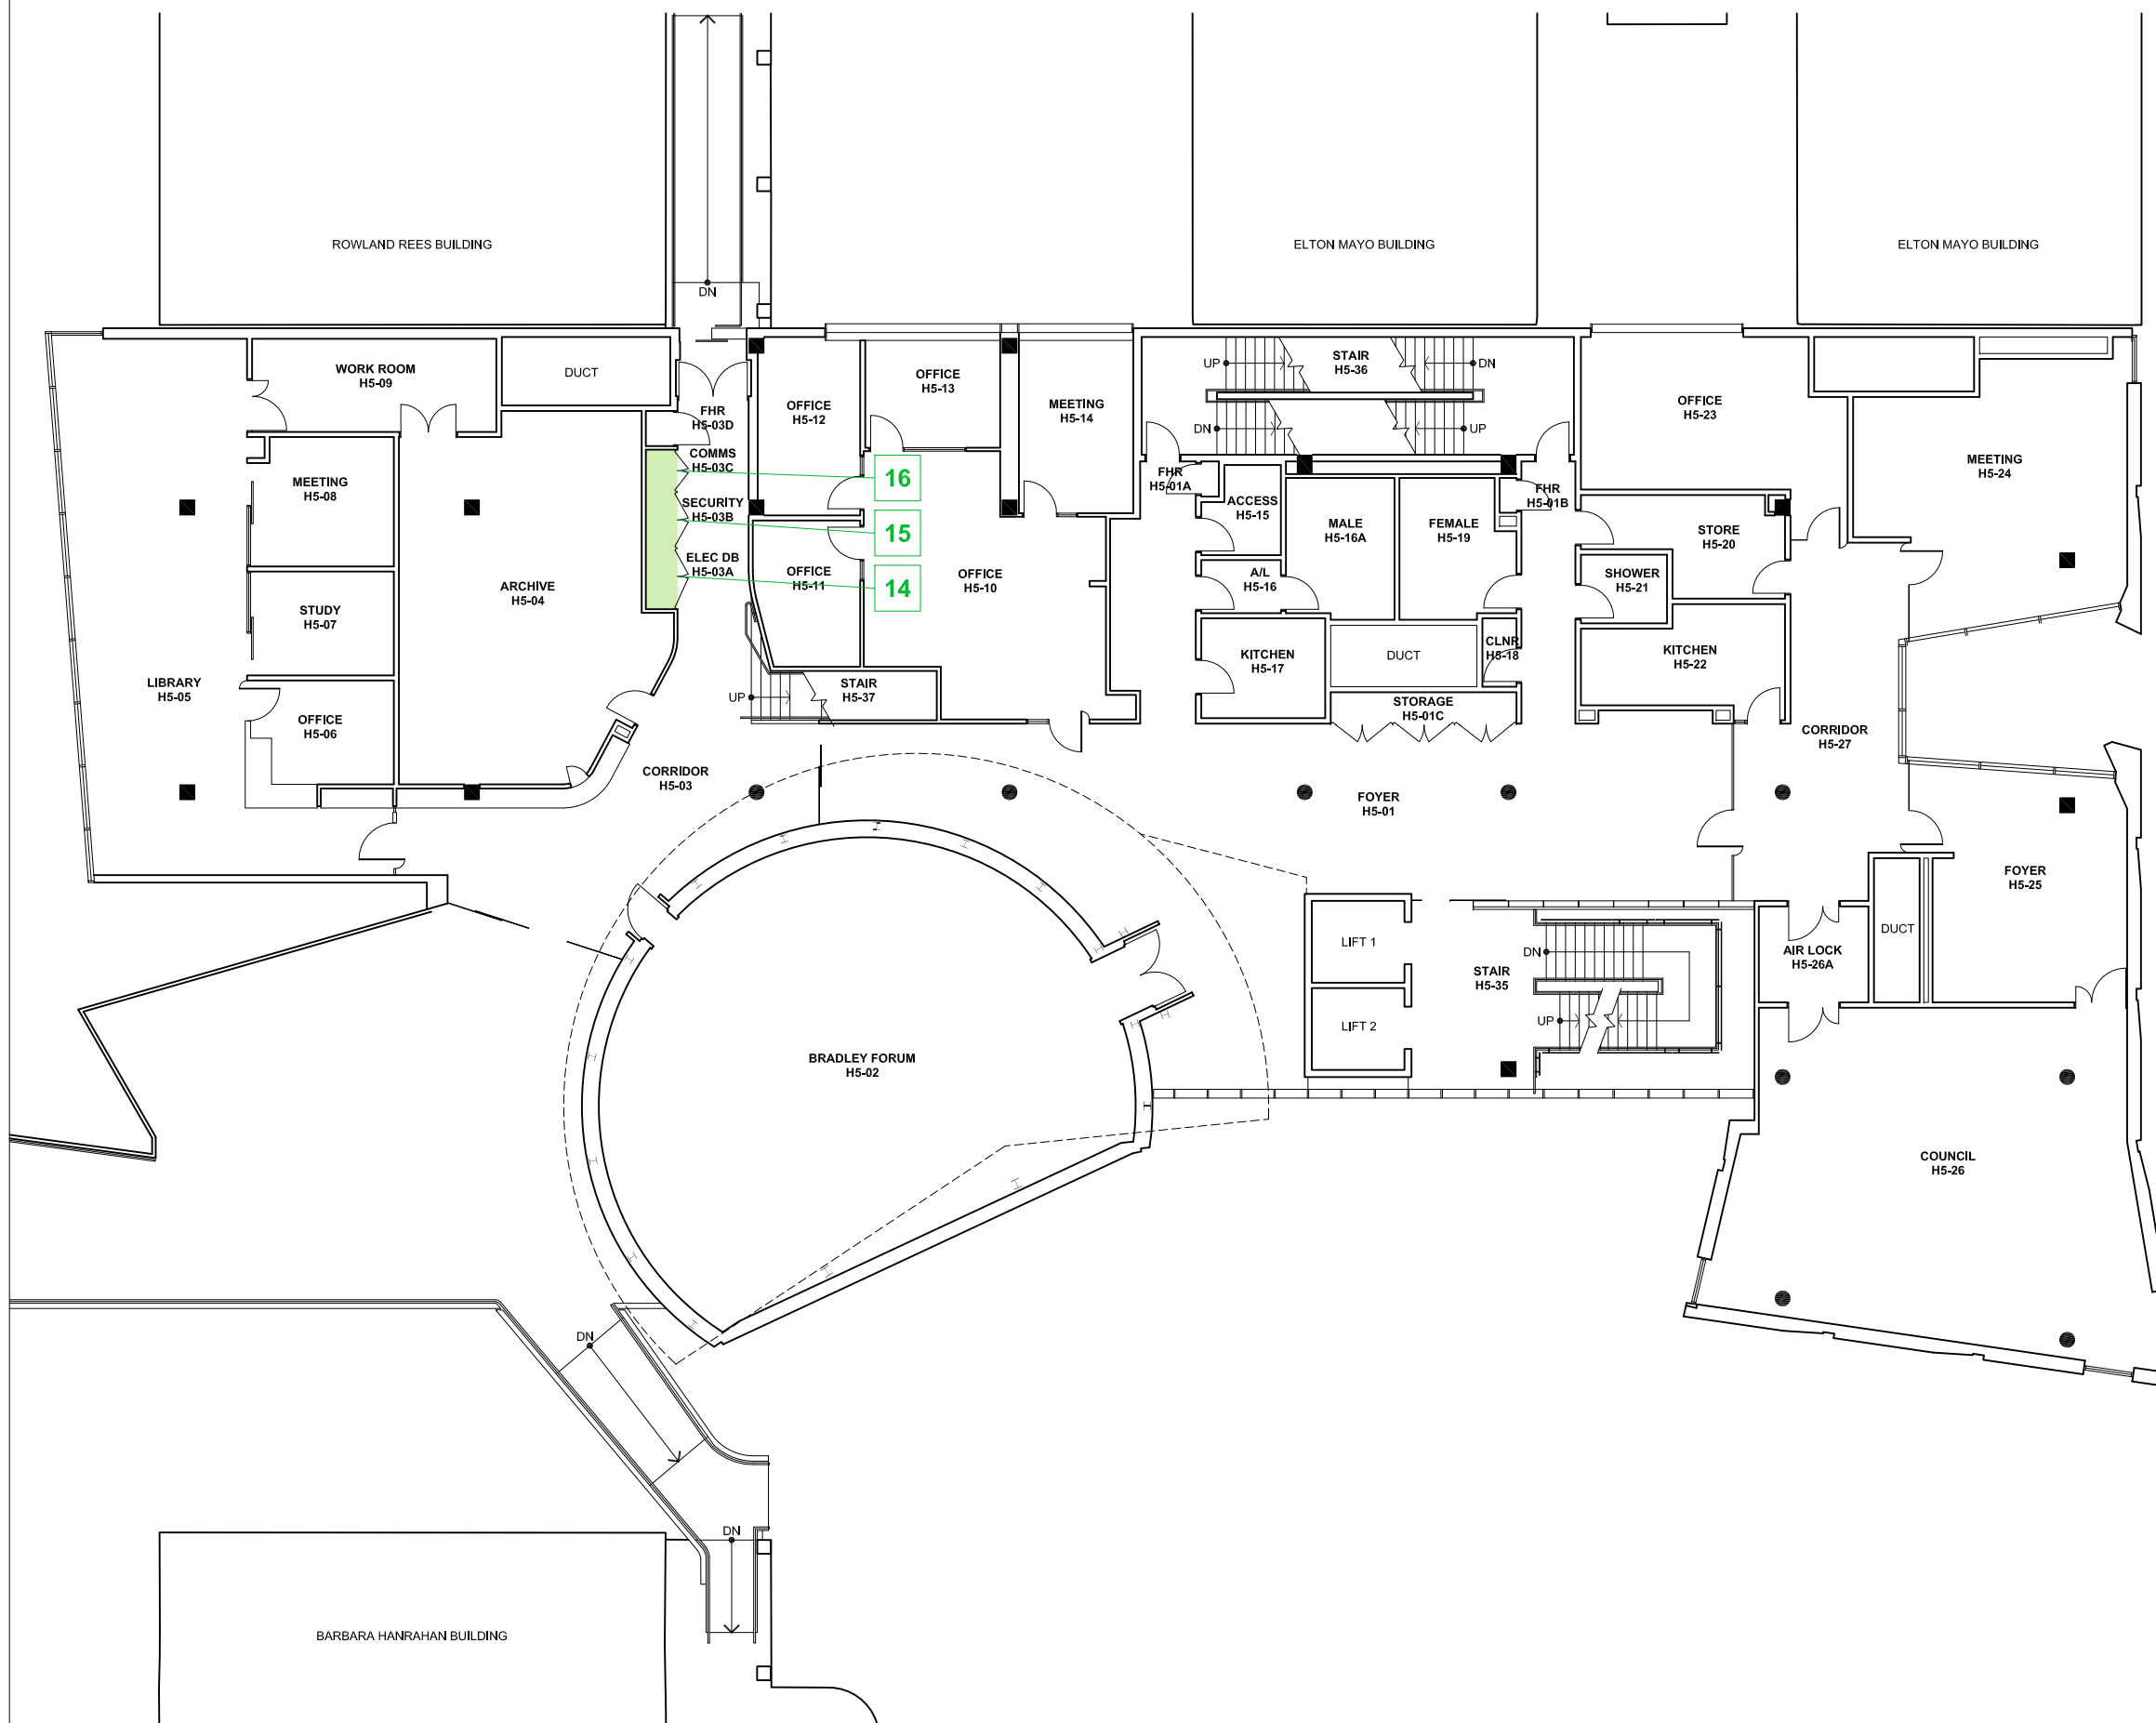 ROWLAND REES BUILDING
ELTON MAYO BUILDING
ELTON MAYO BUILDING
DN
WORK ROOM
H5-09
DUCT
FHR
H5-03D
COMMS
H5-03C
SECURITY
H5-03B
ELEC DB
H5-03A
OFFICE
H5-12
OFFICE
H5-13
MEETING
H5-14
UP
STAIR
H5-36
DN
DN
UP
OFFICE
H5-23
MEETING
H5-24
MEETING
H5-08
ARCHIVE
H5-04
STUDY
H5-07
LIBRARY
H5-05
OFFICE
H5-06
16
15
14
OFFICE
H5-11
OFFICE
H5-10
UP
STAIR
H5-37
FHR
H5-01A
ACCESS
H5-15
MALE
H5-16A
FEMALE
H5-19
FHR
H5-01B
A/L
H5-16
KITCHEN
H5-17
DUCT
CLNR
H5-18
STORAGE
H5-01C
STORE
H5-20
SHOWER
H5-21
KITCHEN
H5-22
CORRIDOR
H5-27
CORRIDOR
H5-03
FOYER
H5-01
FOYER
H5-25
LIFT 1
LIFT 2
STAIR
H5-35
DN
UP
AIR LOCK
H5-26A
DUCT
BRADLEY FORUM
H5-02
COUNCIL
H5-26
DN
DN
BARBARA HANRAHAN BUILDING